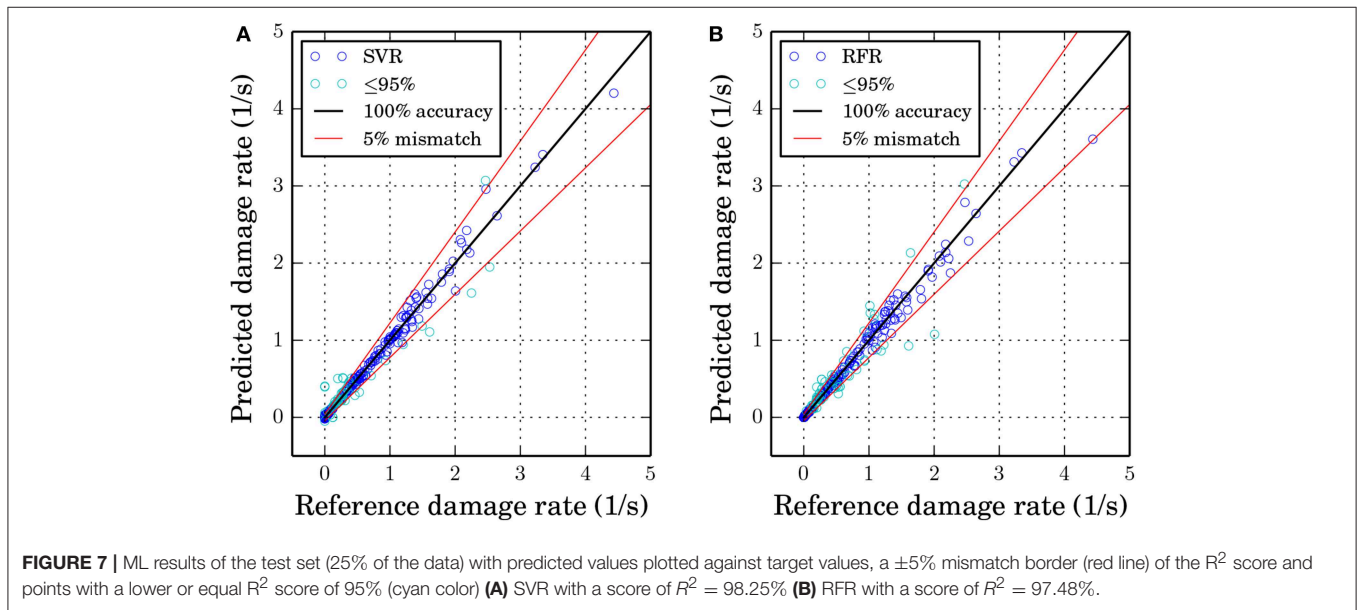 A
5
4
3
2
1
0
Predicted damage rate (1/s)
SVR
≤95%
100% accuracy
5% mismatch
0 1 2 3 4 5
Reference damage rate (1/s)
B
5
4
3
2
1
0
Predicted damage rate (1/s)
RFR
≤95%
100% accuracy
5% mismatch
0 1 2 3 4 5
Reference damage rate (1/s)
FIGURE 7 | ML results of the test set (25% of the data) with predicted values plotted against target values, a ±5% mismatch border (red line) of the R² score and
points with a lower or equal R² score of 95% (cyan color) (A) SVR with a score of R² = 98.25% (B) RFR with a score of R² = 97.48%.